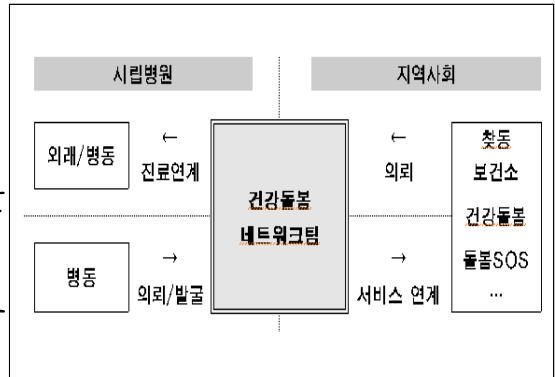 시립병원
지역사회
외래/병동
←
진료연계
건강돌봄
네트워크팀
←
의뢰
찾동
보건소
건강돌봄
돌봄SOS
…
병동
→
의뢰/발굴
→
서비스 연계